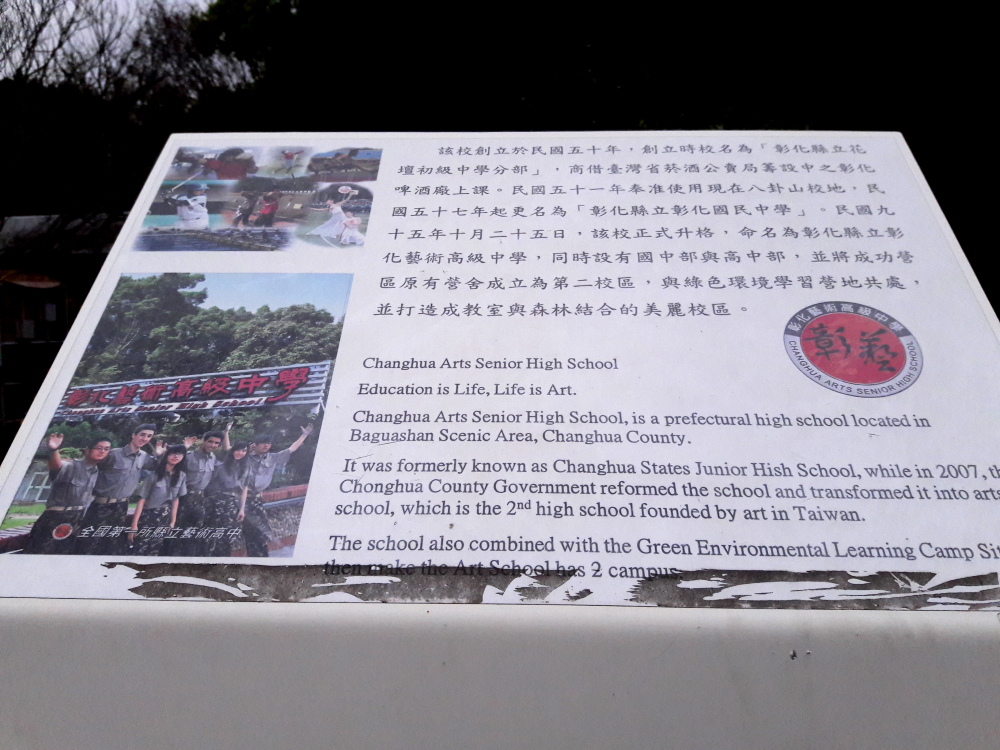 該校創立於民國五十年，創立時校名為「彰化縣立花
壇初級中學分部」，商借臺灣省菸酒公賣局籌設中之彰化
啤酒廠上課。民國五十一年奉准使用現在八卦山校地，民
國五十七年起更名為「彰化縣立彰化國民中學」。民國九
十五年十月二十五日，該校正式升格，命名為彰化縣立彰
化藝術高級中學，同時設有國中部與高中部，並將成功營
區原有營舍成立為第二校區，與綠色環境學習營地共處，
並打造成教室與森林結合的美麗校區。
彰化藝術高級中學
彰藝
CHANGHUA ARTS SENIOR HIGH SCHOOL
彰化藝術高級中學
Changhua Arts Senior High School
全國第一所縣立藝術高中
Changhua Arts Senior High School
Education is Life, Life is Art.
Changhua Arts Senior High School, is a prefectural high school located in
Baguashan Scenic Area, Changhua County.
It was formerly known as Changhua States Junior Hish School, while in 2007, th
Chonghua County Government reformed the school and transformed it into arts
school, which is the 2nd high school founded by art in Taiwan.
The school also combined with the Green Environmental Learning Camp Si
then make the Art School has 2 campus.